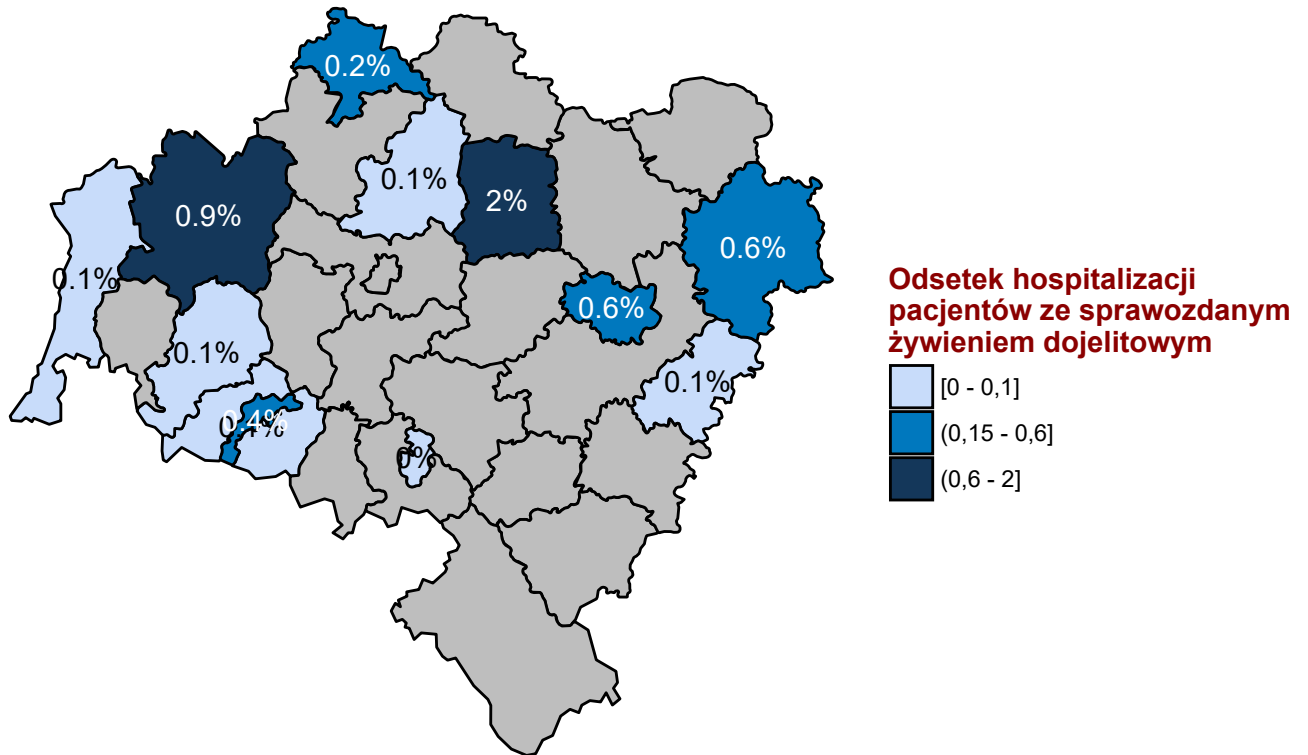 0.2%
0.1%
2%
0.9%
0.6%
0.1%
0.6%
0.1%
0.1%
0.4%
0%
Odsetek hospitalizacji
pacjentów ze sprawozdanym
żywieniem dojelitowym
[0 - 0,1]
(0,15 - 0,6]
(0,6 - 2]